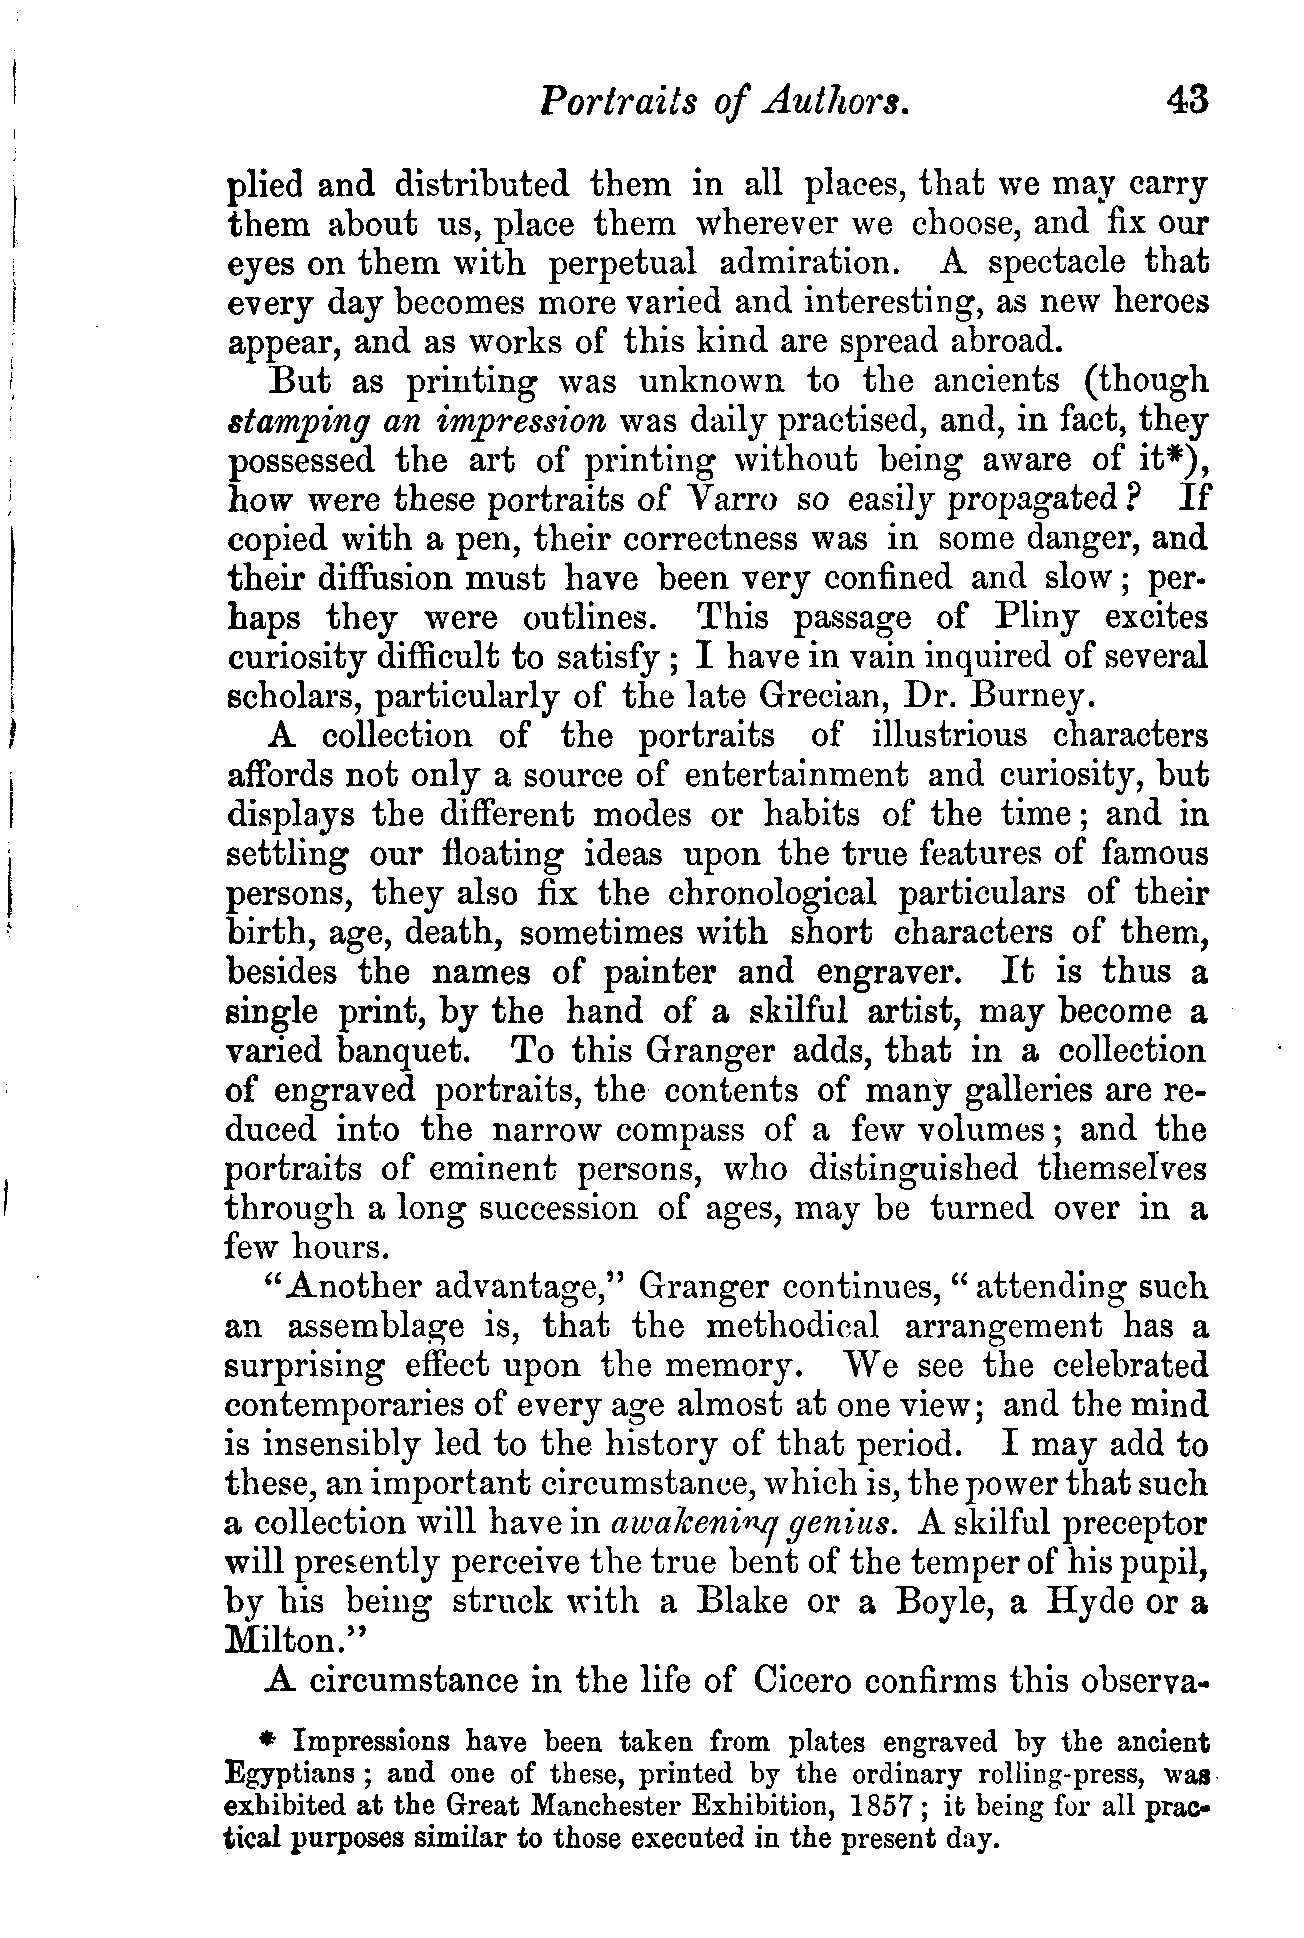 Portraits of Authors. 43
plied and distributed them in all places, that we may carry
them about us, place them wherever we choose, and fix our
eyes on them with perpetual admiration. A spectacle that
every day becomes more varied and interesting, as new heroes
appear, and as works of this kind are spread abroad.
But as printing was unknown to the ancients (though
stamping an impression was daily practised, and, in fact, they
possessed the art of printing without being aware of it*),
how were these portraits of Varro so easily propagated? If
copied with a pen, their correctness was in some danger, and
their diffusion must have been very confined and slow; per-
haps they were outlines. This passage of Pliny excites
curiosity difficult to satisfy; I have in vain inquired of several
scholars, particularly of the late Grecian, Dr. Burney.
A collection of the portraits of illustrious characters
affords not only a source of entertainment and curiosity, but
displays the different modes or habits of the time; and in
settling our floating ideas upon the true features of famous
persons, they also fix the chronological particulars of their
birth, age, death, sometimes with short characters of them,
besides the names of painter and engraver. It is thus a
single print, by the hand of a skilful artist, may become a
varied banquet. To this Granger adds, that in a collection
of engraved portraits, the contents of many galleries are re-
duced into the narrow compass of a few volumes; and the
portraits of eminent persons, who distinguished themselves
through a long succession of ages, may be turned over in a
few hours.
"Another advantage," Granger continues, "attending such
an assemblage is, that the methodical arrangement has a
surprising effect upon the memory. We see the celebrated
contemporaries of every age almost at one view; and the mind
is insensibly led to the history of that period. I may add to
these, an important circumstance, which is, the power that such
a collection will have in awakening genius. A skilful preceptor
will presently perceive the true bent of the temper of his pupil,
by his being struck with a Blake or a Boyle, a Hyde or a
Milton."
A circumstance in the life of Cicero confirms this observa-
* Impressions have been taken from plates engraved by the ancient
Egyptians; and one of these, printed by the ordinary rolling-press, was
exhibited at the Great Manchester Exhibition, 1857; it being for all prac-
tical purposes similar to those executed in the present day.